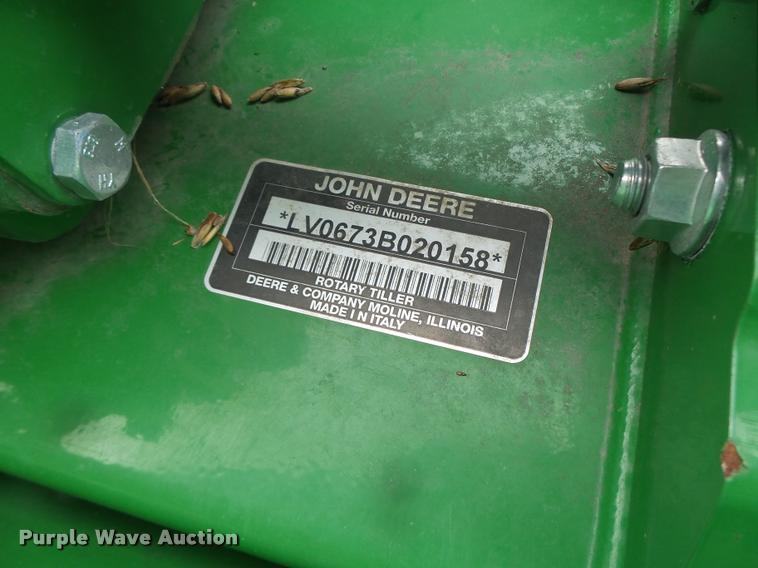 JOHN DEERE
Serial Number
*LV0673B020158*
ROTARY TILLER
DEERE & COMPANY MOLINE, ILLINOIS
MADE IN ITALY
Purple Wave Auction